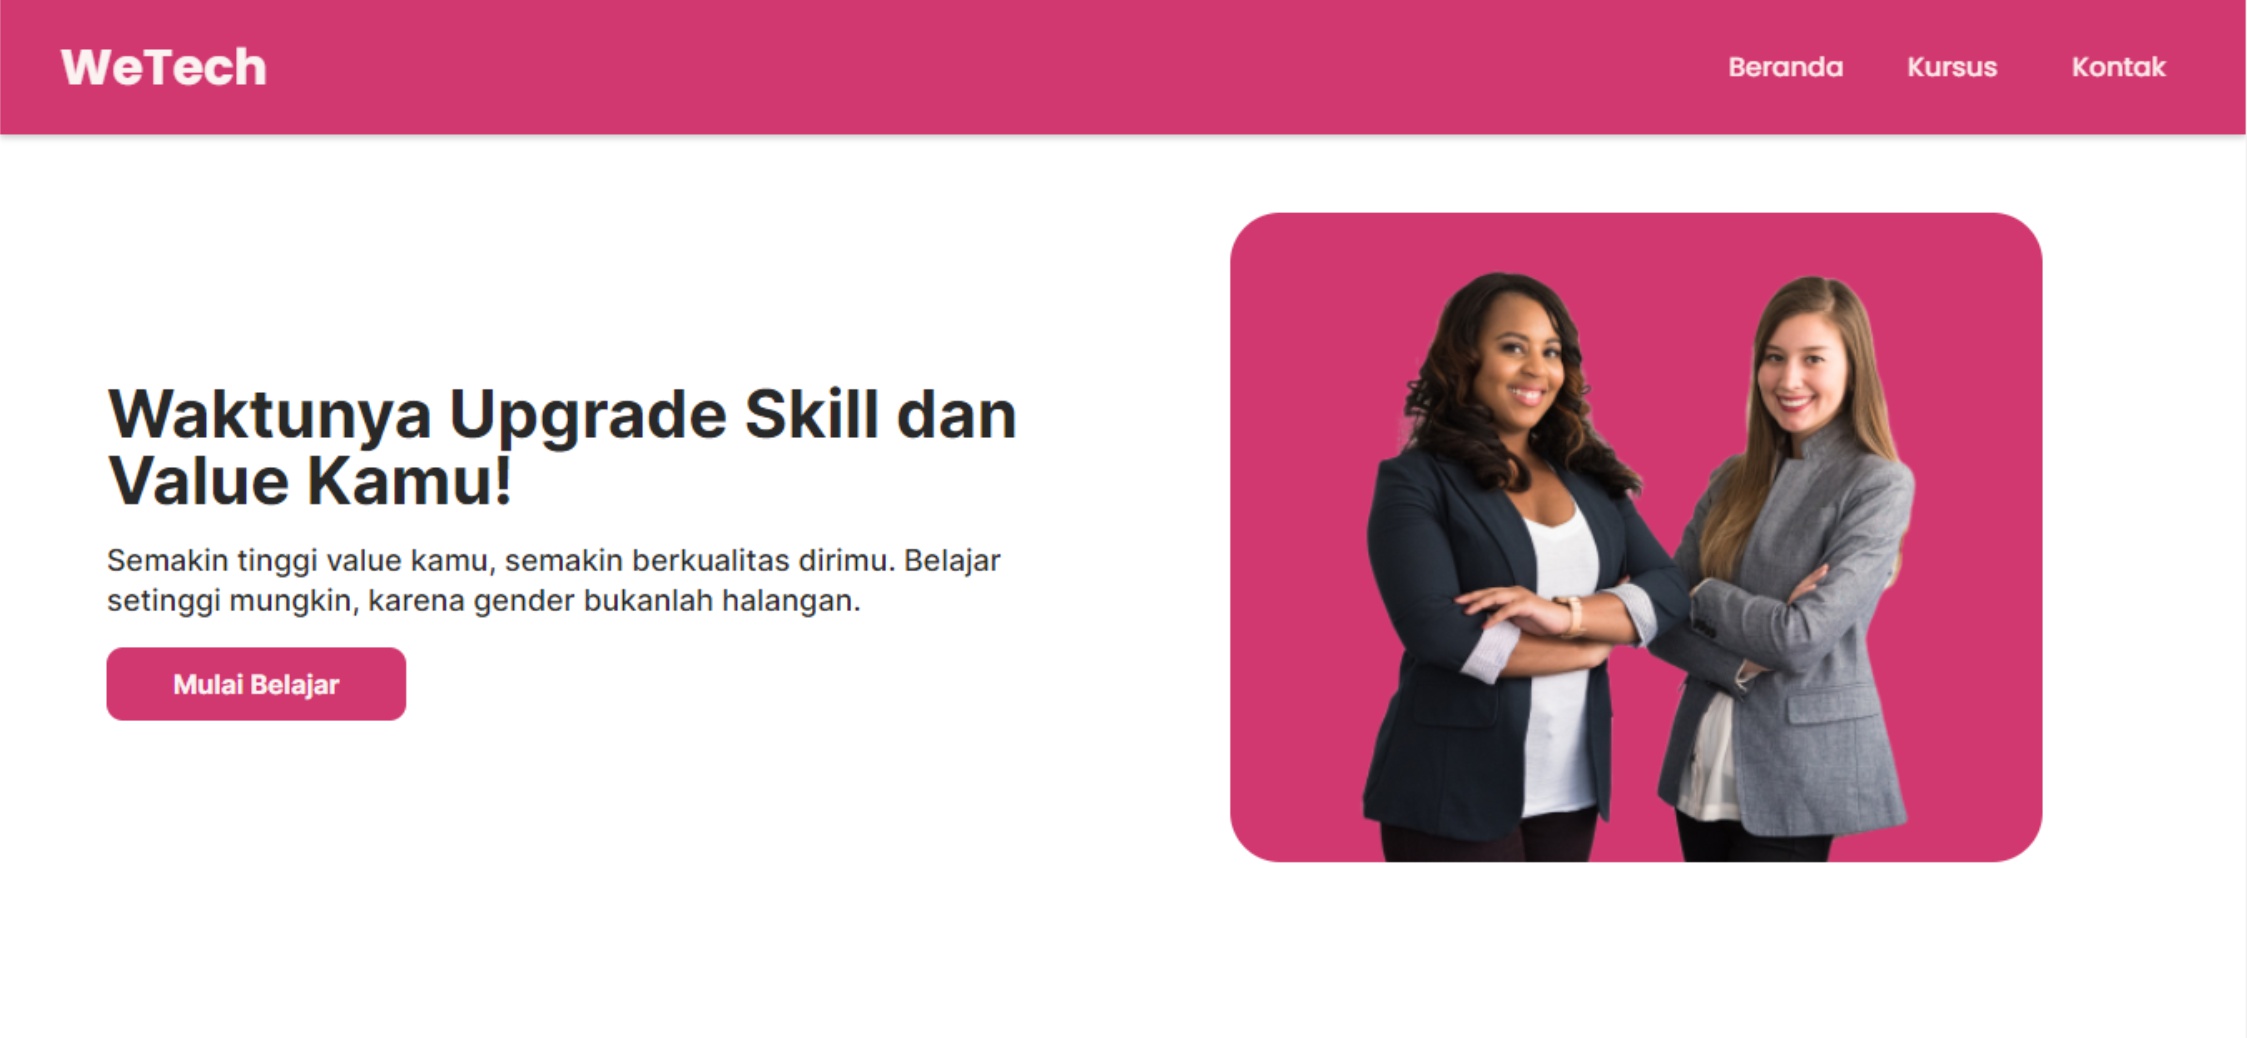 WeTech
Beranda Kursus Kontak
Waktunya Upgrade Skill dan
Value Kamu!
Semakin tinggi value kamu, semakin berkualitas dirimu. Belajar
setinggi mungkin, karena gender bukanlah halangan.
Mulai Belajar